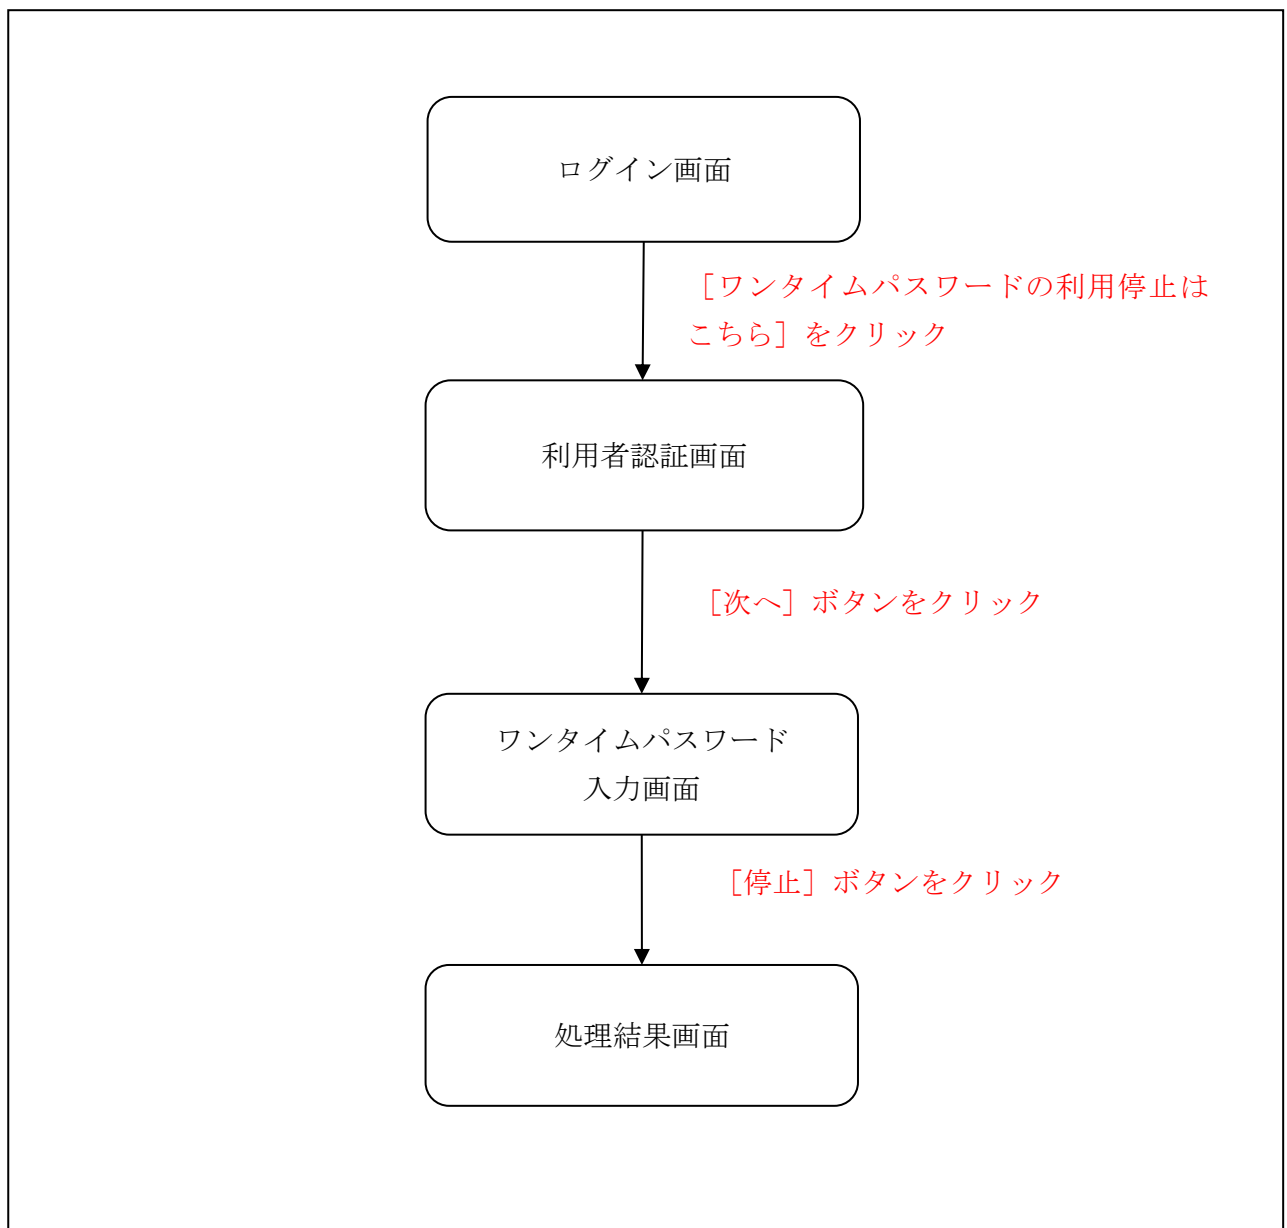 ログイン画面
［ワンタイムパスワードの利用停止は
こちら］をクリック
利用者認証画面
［次へ］ボタンをクリック
ワンタイムパスワード
入力画面
［停止］ボタンをクリック
処理結果画面